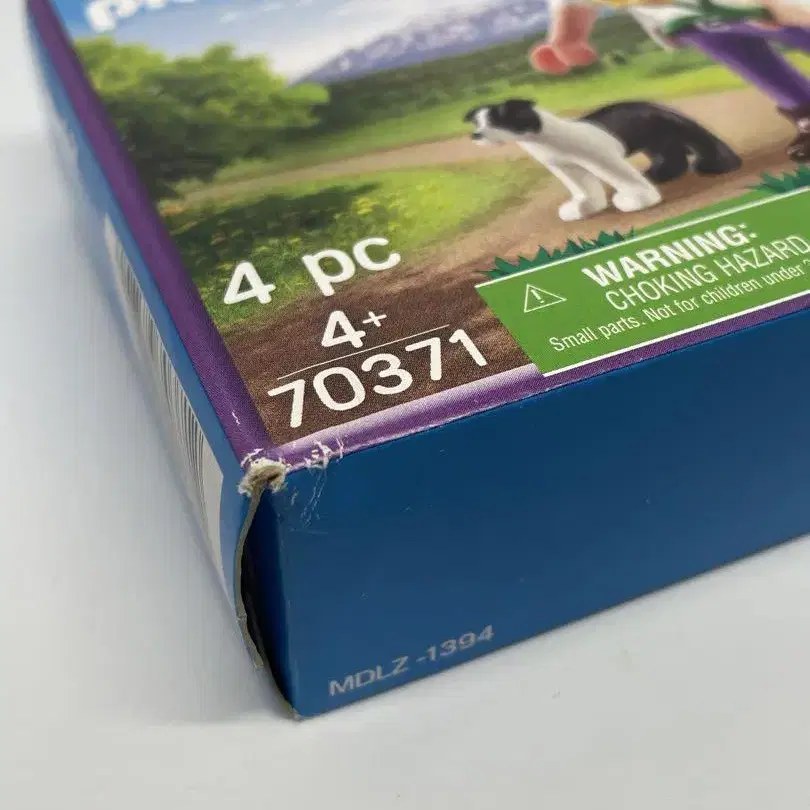 4 pc
4+
70371
WARNING:
CHOKING HAZARD
Small parts. Not for children under
MDLZ -1394